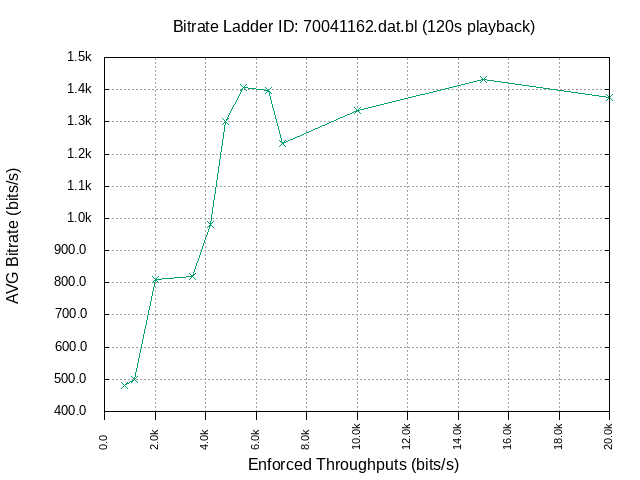 Bitrate Ladder ID: 70041162.dat.bl (120s playback)
1.5k
1.4k
1.3k
1.2k
1.1k
1.0k
900.0
800.0
700.0
600.0
500.0
400.0
AVG Bitrate (bits/s)
0.0
2.0k
4.0k
6.0k
8.0k
10.0k
12.0k
14.0k
16.0k
18.0k
20.0k
Enforced Throughputs (bits/s)